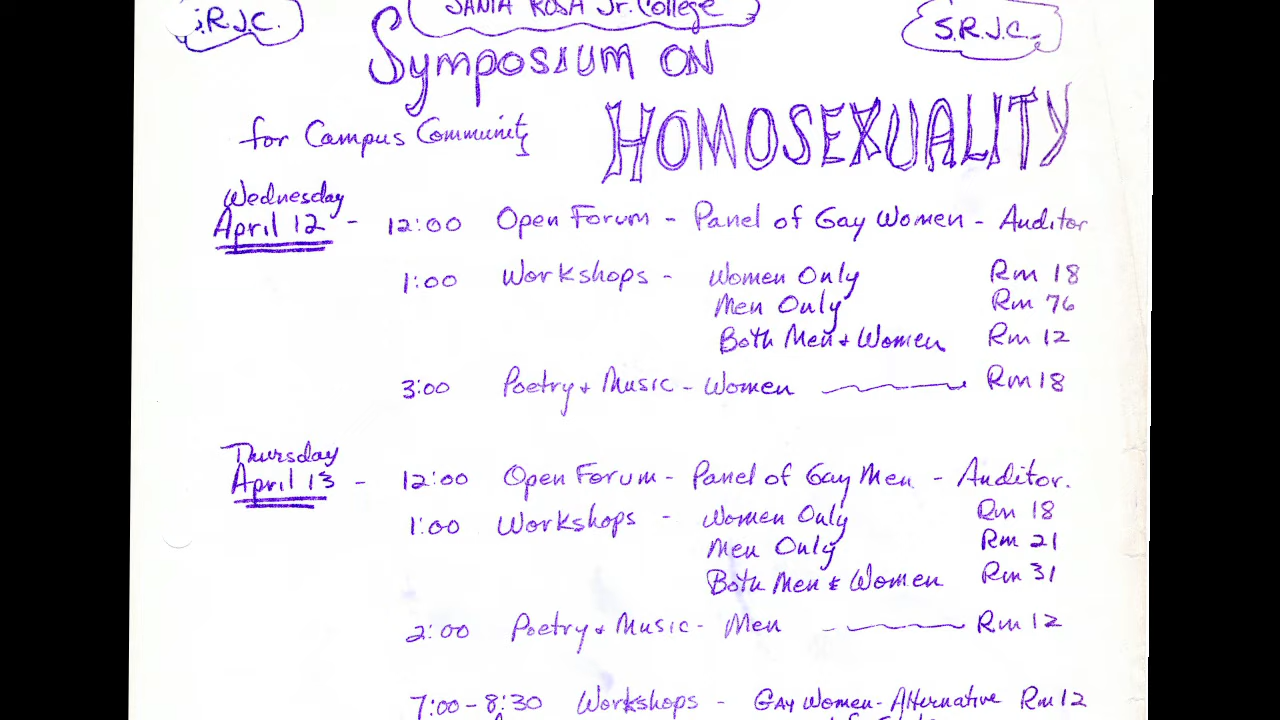 S.R.J.C. SANTA ROSA Jr. College S.R.J.C.
Symposium on
for Campus Community HOMOSEXUALITY
Wednesday
April 12 - 12:00 Open Forum - Panel of Gay Women - Auditor
1:00 Workshops - Women Only Rm 18
Men Only Rm 76
Both Men + Women Rm 12
3:00 Poetry + Music - Women Rm 18
Thursday
April 13 - 12:00 Open Forum - Panel of Gay Men - Auditor.
1:00 Workshops - Women Only Rm 18
Men Only Rm 21
Both Men & Women Rm 31
2:00 Poetry + Music - Men Rm 12
7:00 - 8:30 Workshops - Gay Women - Alternative Rm 12